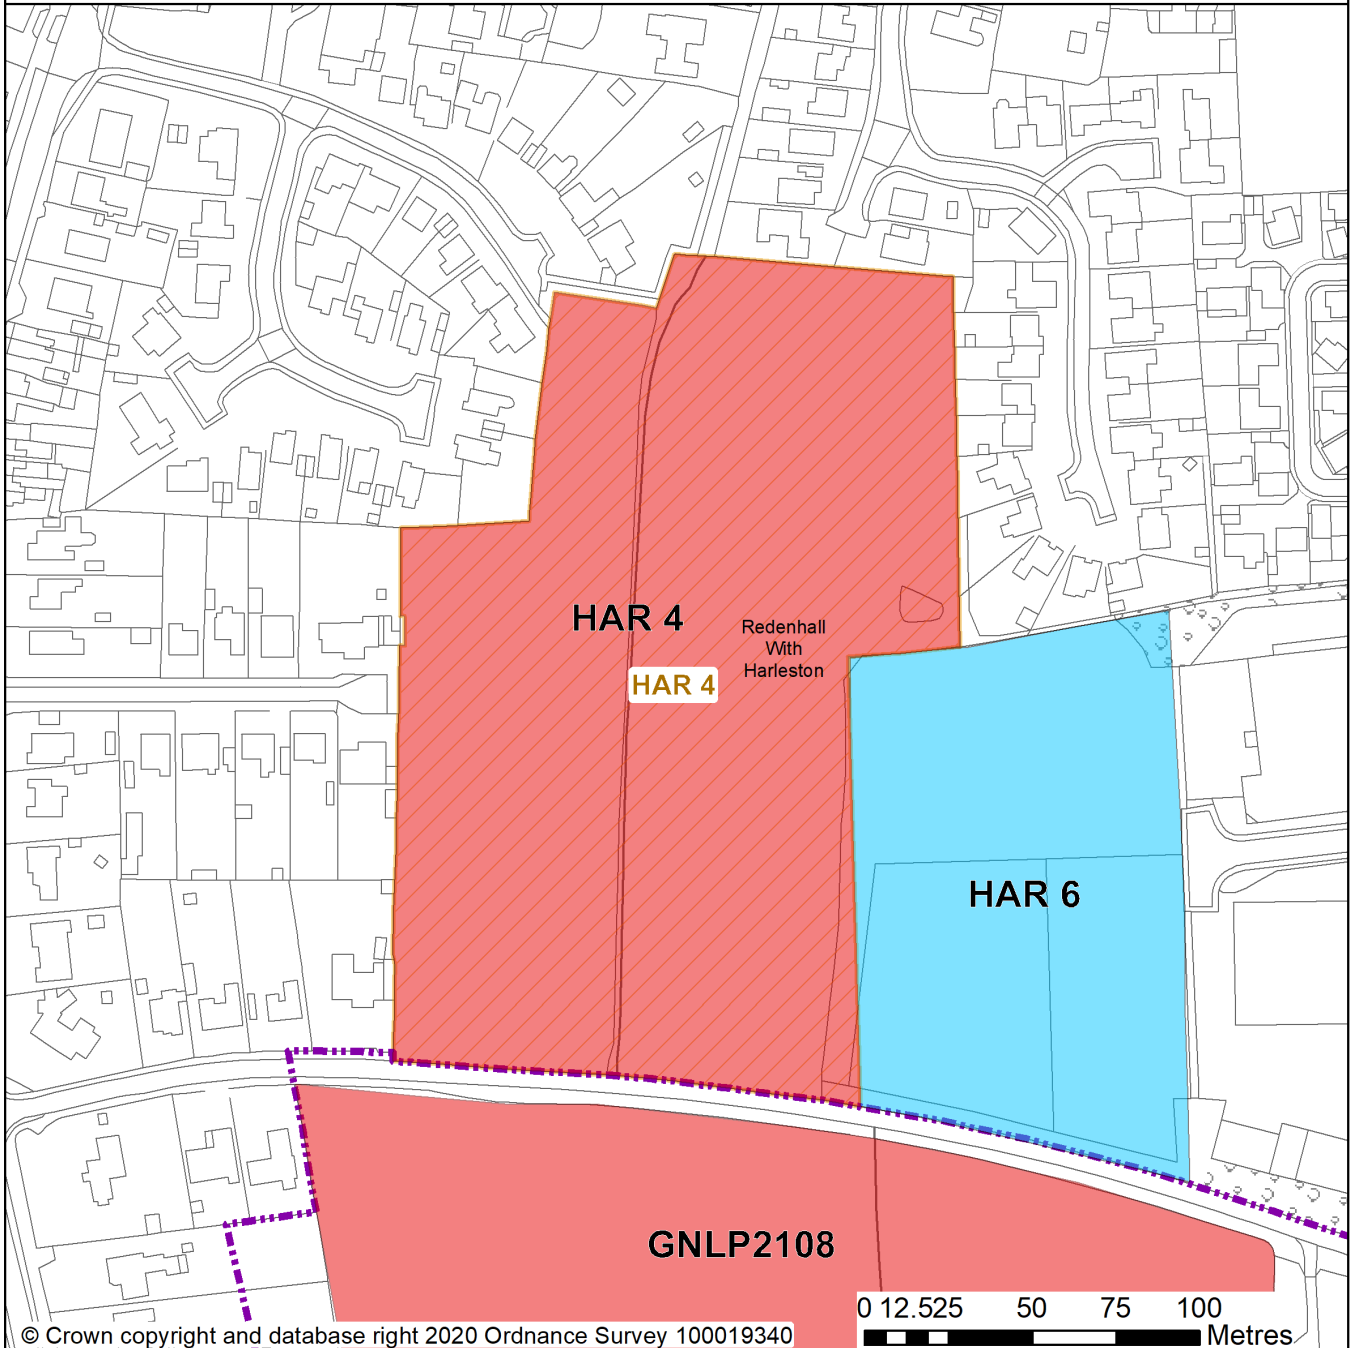 HAR 4
Redenhall
With
Harleston
HAR 4
HAR 6
GNLP2108
0 12.525 50 75 100
Metres
© Crown copyright and database right 2020 Ordnance Survey 100019340